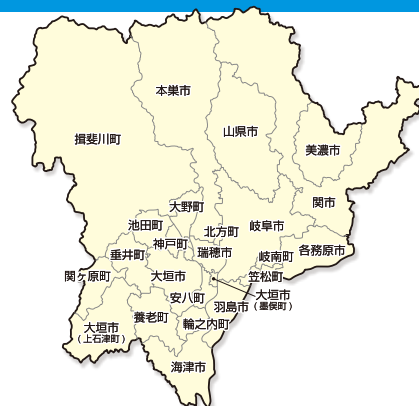 本巣市
揖斐川町
山県市
美濃市
関市
大野町
池田町
北方町
岐阜市
神戸町
垂井町
瑞穂市
岐南町
各務原市
関ヶ原町
大垣市
笠松町
安八町
羽島市
大垣市
（墨俣町）
養老町
輪之内町
大垣市
（上石津町）
海津市